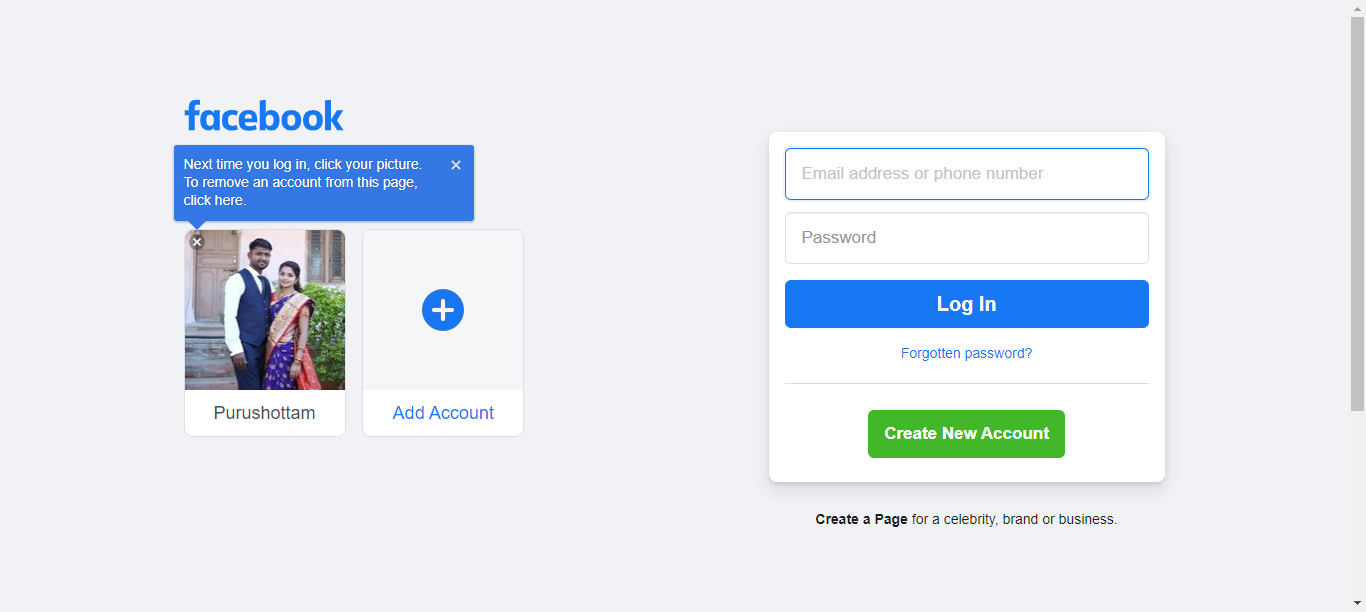 facebook
Next time you log in, click your picture.
To remove an account from this page,
click here.
Purushottam
Add Account
Email address or phone number
Password
Log In
Forgotten password?
Create New Account
Create a Page for a celebrity, brand or business.